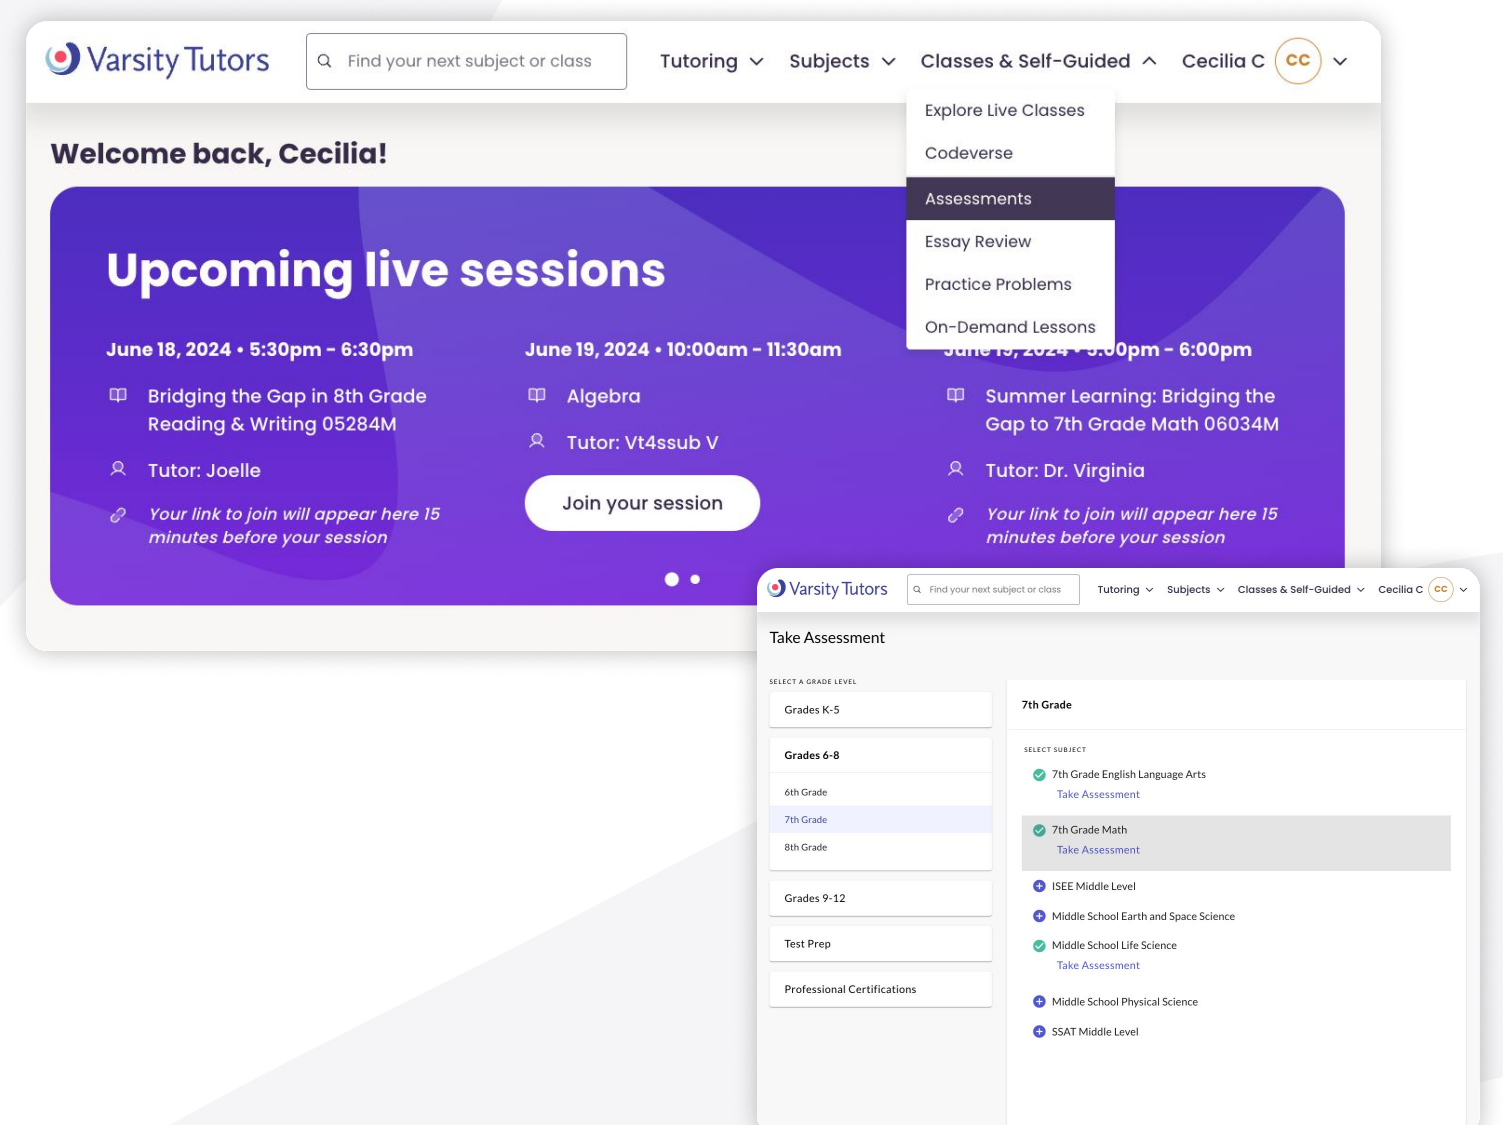 Varsity Tutors
Find your next subject or class
Tutoring
Subjects
Classes & Self-Guided
Cecilia C
CC
Explore Live Classes
Codeverse
Assessments
Essay Review
Practice Problems
On-Demand Lessons
Welcome back, Cecilia!
Upcoming live sessions
June 18, 2024 • 5:30pm - 6:30pm
Bridging the Gap in 8th Grade
Reading & Writing 05284M
Tutor: Joelle
Your link to join will appear here 15
minutes before your session
June 19, 2024 • 10:00am - 11:30am
Algebra
Tutor: Vt4ssub V
Join your session
June 19, 2024 • 5:00pm - 6:00pm
Summer Learning: Bridging the
Gap to 7th Grade Math 06034M
Tutor: Dr. Virginia
Your link to join will appear here 15
minutes before your session
Varsity Tutors
Find your next subject or class
Tutoring
Subjects
Classes & Self-Guided
Cecilia C
CC
Take Assessment
SELECT A GRADE LEVEL
Grades K-5
Grades 6-8
6th Grade
7th Grade
8th Grade
Grades 9-12
Test Prep
Professional Certifications
7th Grade
SELECT SUBJECT
7th Grade English Language Arts
Take Assessment
7th Grade Math
Take Assessment
ISEE Middle Level
Middle School Earth and Space Science
Middle School Life Science
Take Assessment
Middle School Physical Science
SSAT Middle Level